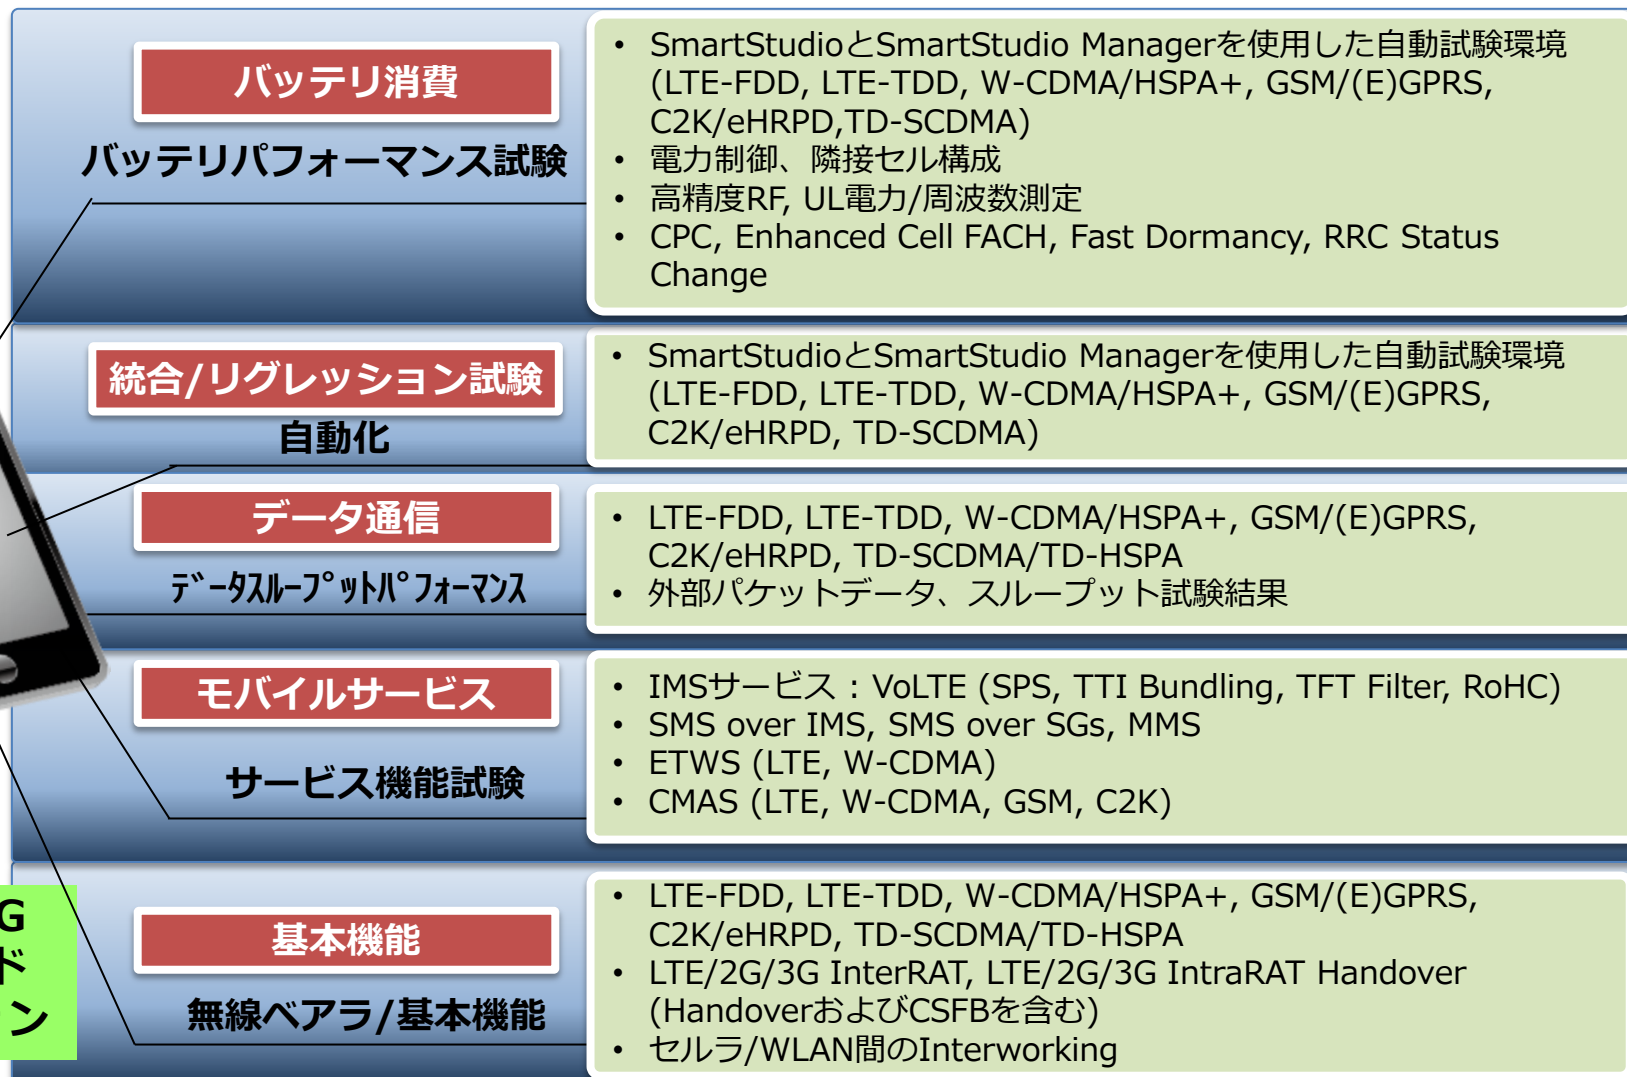 バッテリ消費
バッテリパフォーマンス試験
• SmartStudioとSmartStudio Managerを使用した自動試験環境
(LTE-FDD, LTE-TDD, W-CDMA/HSPA+, GSM/(E)GPRS,
C2K/eHRPD,TD-SCDMA)
• 電力制御、隣接セル構成
• 高精度RF, UL電力/周波数測定
• CPC, Enhanced Cell FACH, Fast Dormancy, RRC Status
Change
統合/リグレッション試験
自動化
• SmartStudioとSmartStudio Managerを使用した自動試験環境
(LTE-FDD, LTE-TDD, W-CDMA/HSPA+, GSM/(E)GPRS,
C2K/eHRPD, TD-SCDMA)
データ通信
ﾃﾞｰﾀｽﾙｰﾌﾟｯﾄﾊﾟﾌｫｰﾏﾝｽ
• LTE-FDD, LTE-TDD, W-CDMA/HSPA+, GSM/(E)GPRS,
C2K/eHRPD, TD-SCDMA/TD-HSPA
• 外部パケットデータ、スループット試験結果
モバイルサービス
サービス機能試験
• IMSサービス : VoLTE (SPS, TTI Bundling, TFT Filter, RoHC)
• SMS over IMS, SMS over SGs, MMS
• ETWS (LTE, W-CDMA)
• CMAS (LTE, W-CDMA, GSM, C2K)
G
ド
ン
基本機能
無線ベアラ/基本機能
• LTE-FDD, LTE-TDD, W-CDMA/HSPA+, GSM/(E)GPRS,
C2K/eHRPD, TD-SCDMA/TD-HSPA
• LTE/2G/3G InterRAT, LTE/2G/3G IntraRAT Handover
(HandoverおよびCSFBを含む)
• セルラ/WLAN間のInterworking